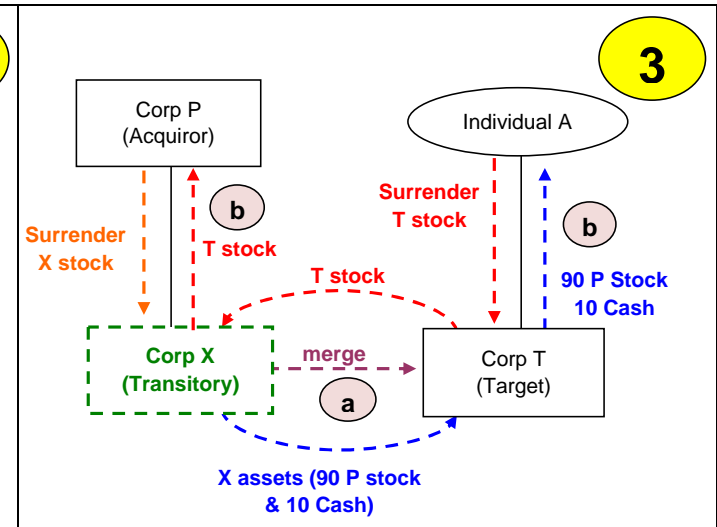 3
Corp P
(Acquiror)
Individual A
Surrender
X stock
b
T stock
Surrender
T stock
b
90 P Stock
10 Cash
T stock
Corp X
(Transitory)
merge
a
Corp T
(Target)
X assets (90 P stock
& 10 Cash)